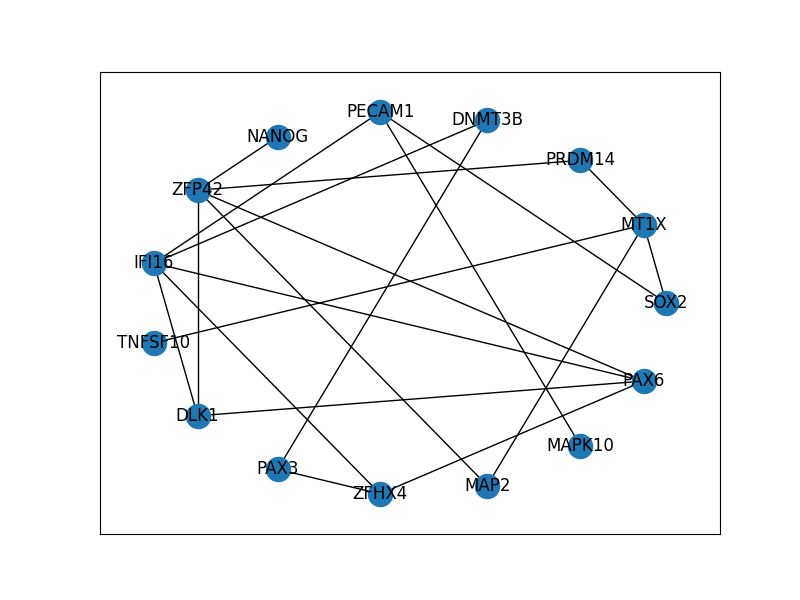 PECAM1
DNMT3B
NANOG
PRDM14
ZFP42
MT1X
IFI16
SOX2
TNFSF10
PAX6
DLK1
MAPK10
PAX3
MAP2
ZFHX4